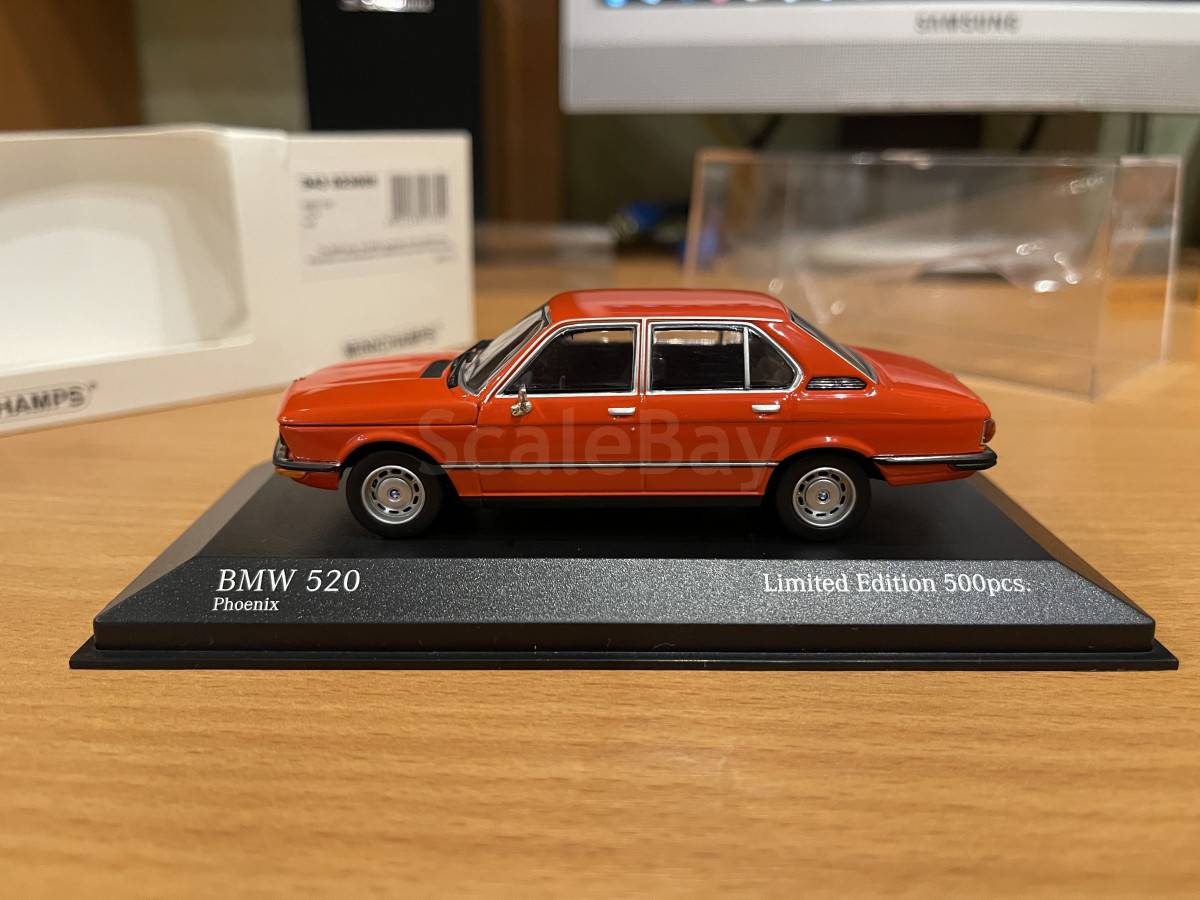 SAMSUNG
MINICHAMPS
HAMPS
ScaleBay
BMW 520
Phoenix
Limited Edition 500pcs.